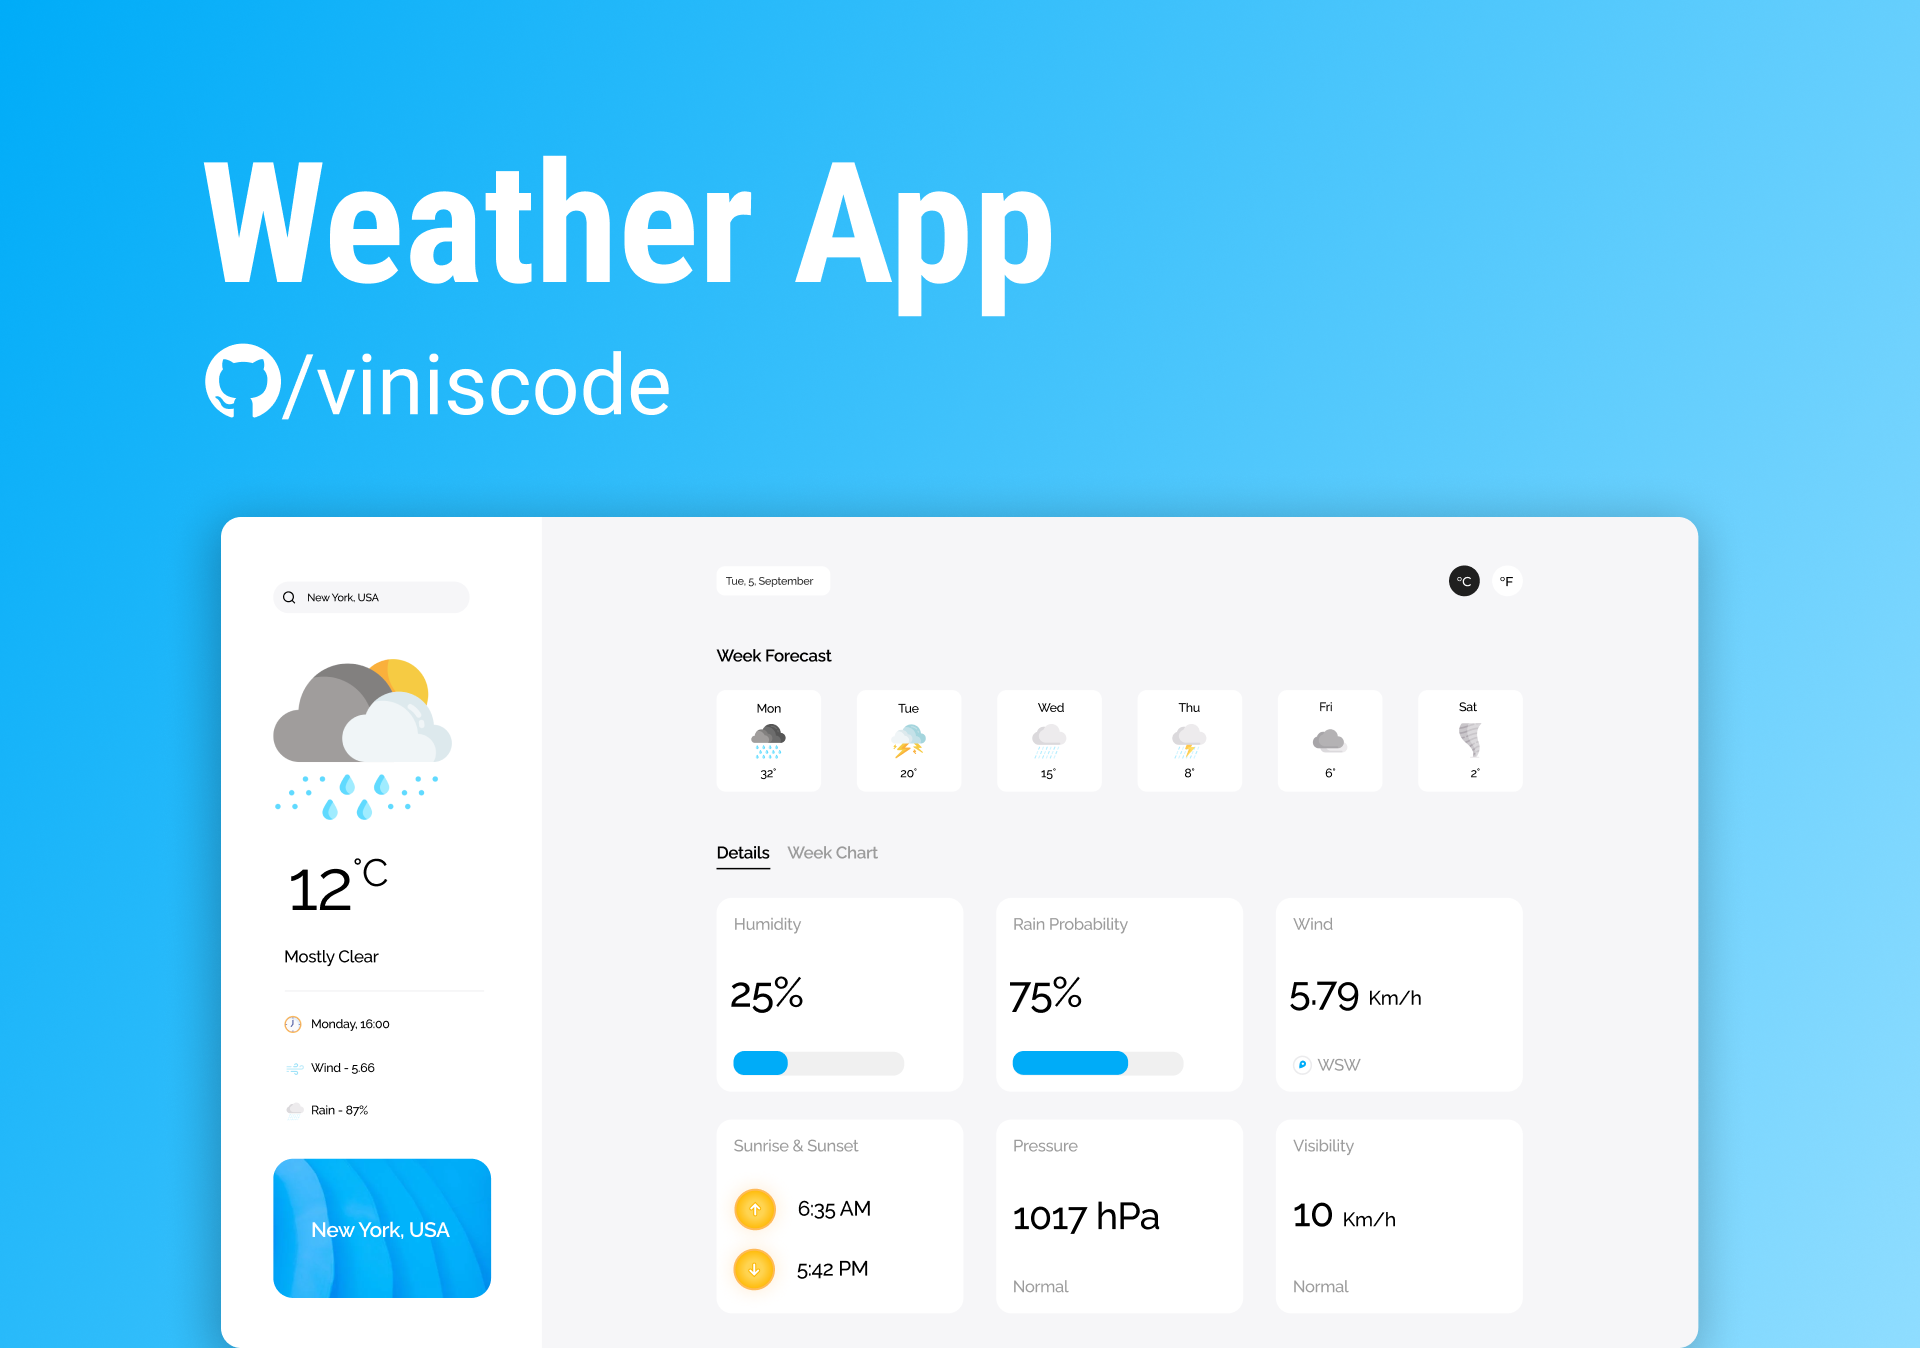 Weather App
/viniscode
New York, USA
12°C
Mostly Clear
Monday, 16:00
Wind - 5.66
Rain - 87%
New York, USA
Tue, 5, September
ºC ºF
Week Forecast
Mon Tue Wed Thu Fri Sat
32° 20° 15° 8° 6° 2°
Details Week Chart
Humidity
25%
Rain Probability
75%
Wind
5.79 Km/h
WSW
Sunrise & Sunset
6:35 AM
5:42 PM
Pressure
1017 hPa
Normal
Visibility
10 Km/h
Normal